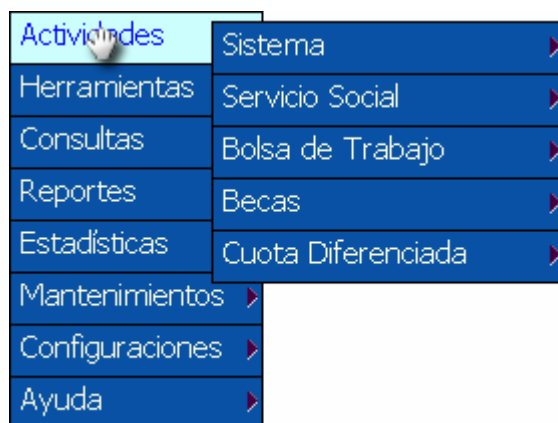 Actividades
Herramientas
Consultas
Reportes
Estadísticas
Mantenimientos
Configuraciones
Ayuda
Sistema
Servicio Social
Bolsa de Trabajo
Becas
Cuota Diferenciada